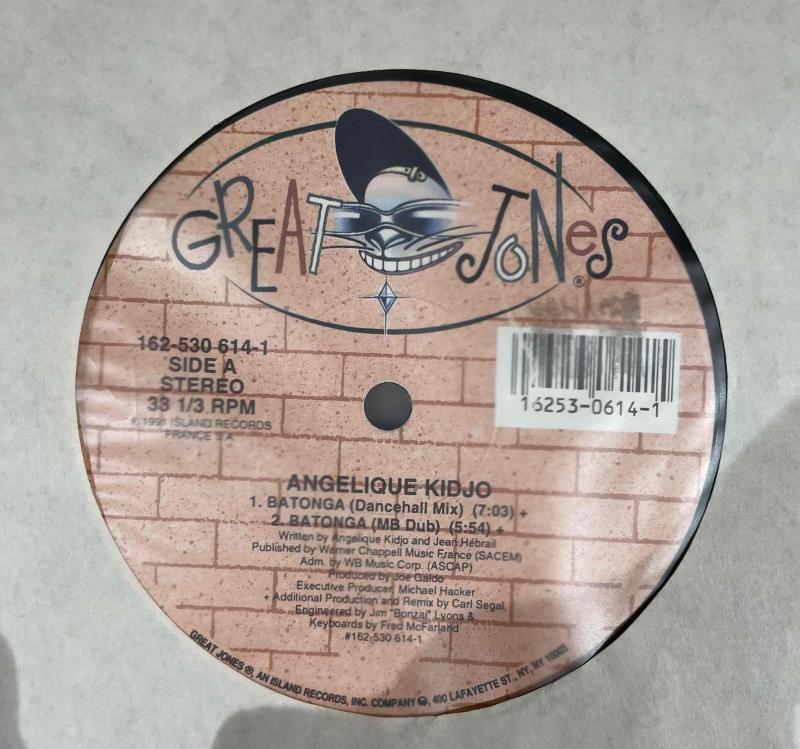 GREAT JONes®
162-530 614-1
SIDE A
STEREO
33 1/3 RPM
℗ 1991 ISLAND RECORDS
FRANCE S.A.
16253-0614-1
ANGELIQUE KIDJO
1. BATONGA (Dancehall Mix) (7:03) +
2. BATONGA (MB Dub) (5:54) +
Written by Angelique Kidjo and Jean Hébrail
Published by Warner Chappell Music France (SACEM)
Adm. by WB Music Corp. (ASCAP)
Produced by Joe Galdo
Executive Producer: Michael Hacker
+ Additional Production and Remix by Carl Segal,
Engineered by Jim "Bonzai" Lyons &
Keyboards by Fred McFarland
#162-530 614-1
GREAT JONES ®, AN ISLAND RECORDS, INC. COMPANY, 400 LAFAYETTE ST., NY, NY 10003